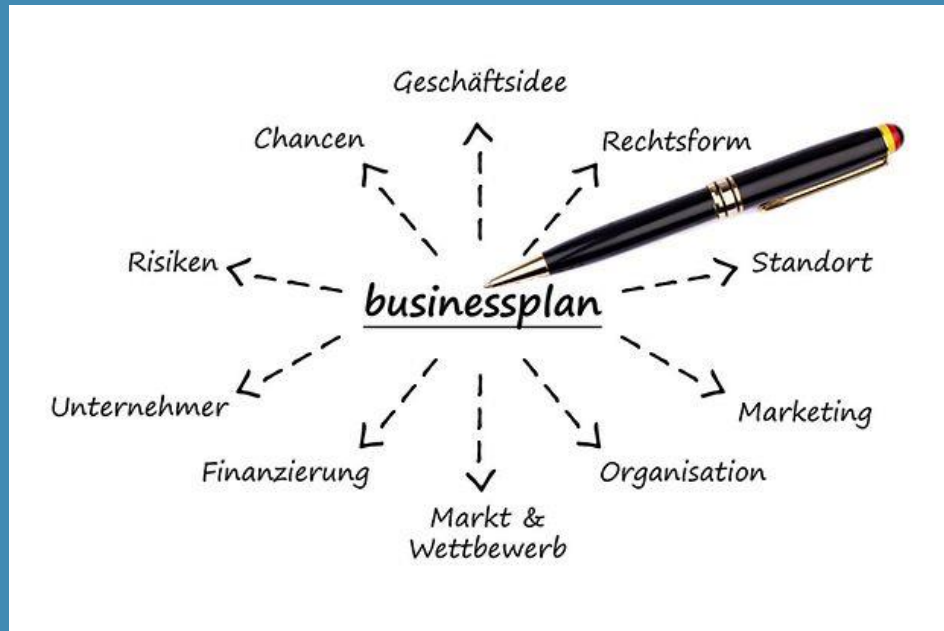 Geschäftsidee
Chancen
Rechtsform
Risiken
Standort
businessplan
Unternehmer
Marketing
Finanzierung
Organisation
Markt &
Wettbewerb